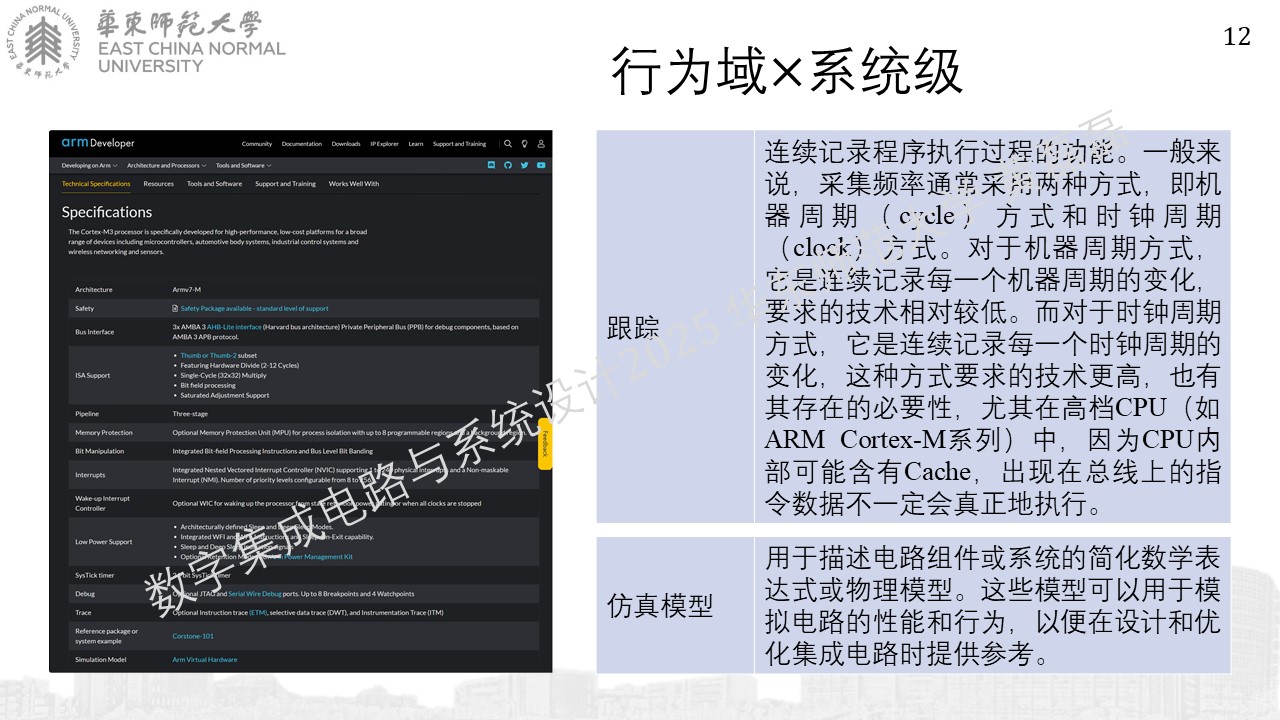 華東師範大學
EAST CHINA NORMAL
UNIVERSITY
EAST CHINA NORMAL UNIVERSITY
12
行为域×系统级
arm Developer
Community Documentation Downloads IP Explorer Learn Support and Training
Developing on Arm Architecture and Processors Tools and Software
Technical Specifications Resources Tools and Software Support and Training Works Well With
Specifications
The Cortex-M3 processor is specifically developed for high-performance, low-cost platforms for a broad
range of devices including microcontrollers, automotive body systems, industrial control systems and
wireless networking and sensors.
Architecture Armv7-M
Safety Safety Package available - standard level of support
Bus Interface 3x AMBA 3 AHB-Lite interface (Harvard bus architecture) Private Peripheral Bus (PPB) for debug components, based on
AMBA 3 APB protocol.
ISA Support
• Thumb or Thumb-2 subset
• Featuring Hardware Divide (2-12 Cycles)
• Single-Cycle (32x32) Multiply
• Bit field processing
• Saturated Adjustment Support
Pipeline Three-stage
Memory Protection Optional Memory Protection Unit (MPU) for process isolation with up to 8 programmable regions and a background region.
Bit Manipulation Integrated Bit-field Processing Instructions and Bus Level Bit Banding
Interrupts Integrated Nested Vectored Interrupt Controller (NVIC) supporting 1 to 240 physical interrupts and a Non-maskable
Interrupt (NMI). Number of priority levels configurable from 8 to 256.
Wake-up Interrupt
Controller
Optional WIC for waking up the processor from state retention power gating or when all clocks are stopped
Low Power Support
• Architecturally defined Sleep and Deep Sleep Modes.
• Integrated WFI and WFE Instructions and Sleep-on-Exit capability.
• Sleep and Deep Sleep
• Optional Retention Mode Power Management Kit
SysTick timer bit SysTick timer
Debug Optional JTAG and Serial Wire Debug ports. Up to 8 Breakpoints and 4 Watchpoints
Trace Optional Instruction trace (ETM), selective data trace (DWT), and Instrumentation Trace (ITM)
Reference package or
system example
Corstone-101
Simulation Model Arm Virtual Hardware
Feedback
跟踪
连续记录程序执行过程的功能。一般来
说，采集频率通常采用两种方式，即机
器周期（cycle）方式和时钟周期
（clock）方式。对于机器周期方式，
它是连续记录每一个机器周期的变化，
要求的技术相对较低。而对于时钟周期
方式，它是连续记录每一个时钟周期的
变化，这种方式要求的技术更高，也有
其存在的必要性，尤其在高档CPU（如
ARM Cortex-M系列）中，因为CPU内
部可能含有Cache，出现在总线上的指
令数据不一定会真正地执行。
仿真模型
用于描述电路组件或系统的简化数学表
达式或物理模型。这些模型可以用于模
拟电路的性能和行为，以便在设计和优
化集成电路时提供参考。
数字集成电路与系统设计2025 华东师范大学